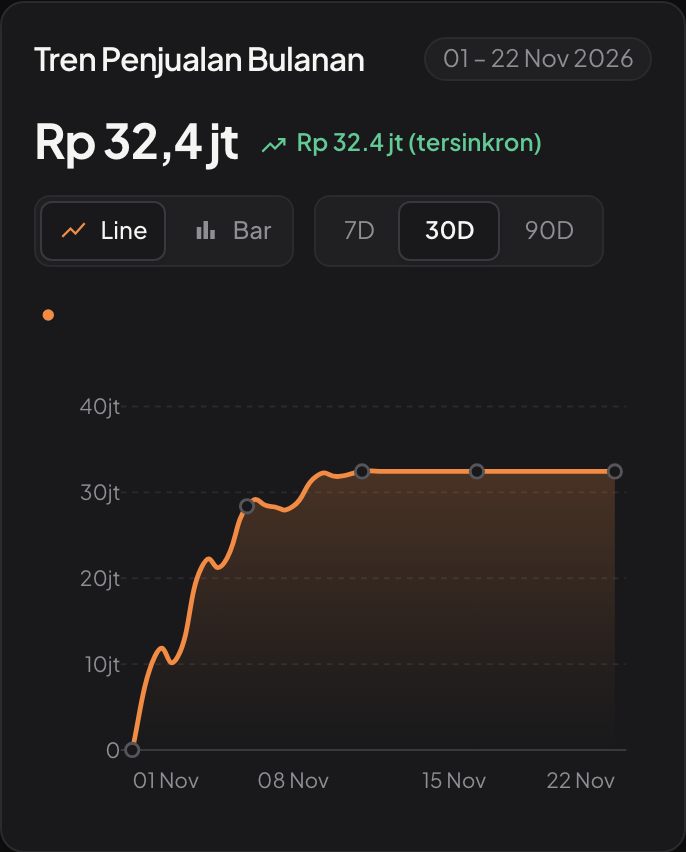 Tren Penjualan Bulanan
01 – 22 Nov 2026
Rp 32,4 jt
Rp 32.4 jt (tersinkron)
Line
Bar
7D
30D
90D
40jt
30jt
20jt
10jt
0
01 Nov
08 Nov
15 Nov
22 Nov